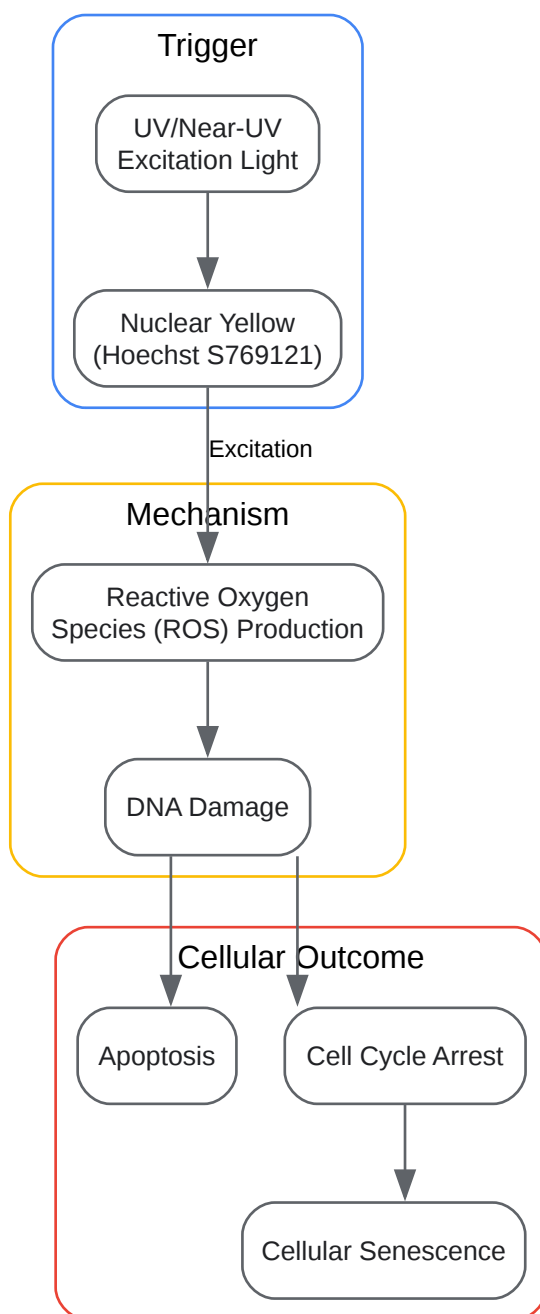 Trigger
UV/Near-UV
Excitation Light
Nuclear Yellow
(Hoechst S769121)
Excitation
Mechanism
Reactive Oxygen
Species (ROS) Production
DNA Damage
Cellular Outcome
Apoptosis
Cell Cycle Arrest
Cellular Senescence